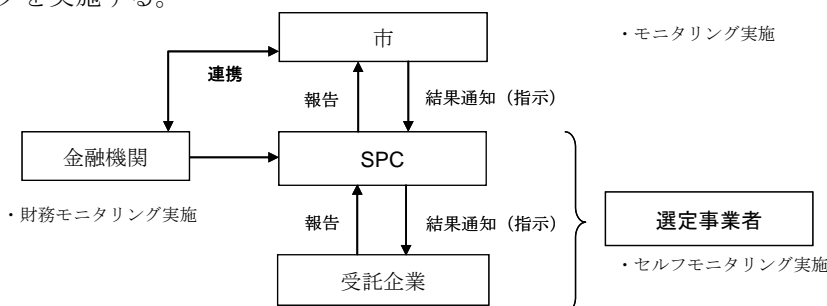 グを実施する。
市
・モニタリング実施
連携
報告
結果通知（指示）
金融機関
SPC
・財務モニタリング実施
選定事業者
報告
結果通知（指示）
・セルフモニタリング実施
受託企業